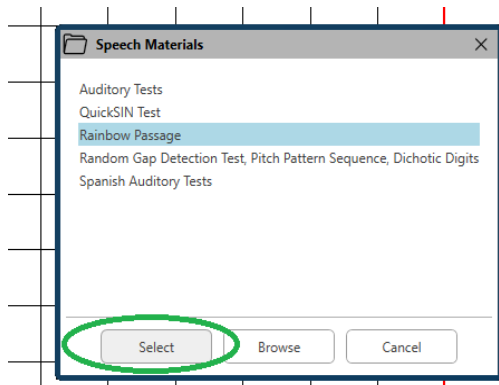 Speech Materials
Auditory Tests
QuickSIN Test
Rainbow Passage
Random Gap Detection Test, Pitch Pattern Sequence, Dichotic Digits
Spanish Auditory Tests
Select Browse Cancel